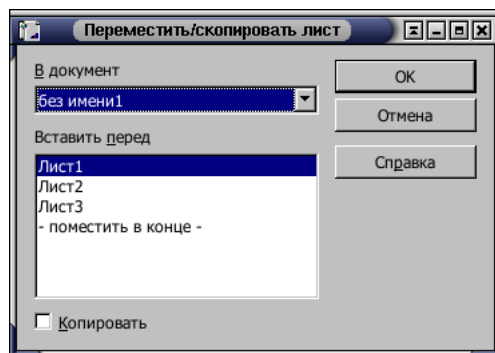 Переместить/скопировать лист
В документ
без имени1
Вставить перед
Лист1
Лист2
Лист3
- поместить в конце -
Копировать
OK
Отмена
Справка